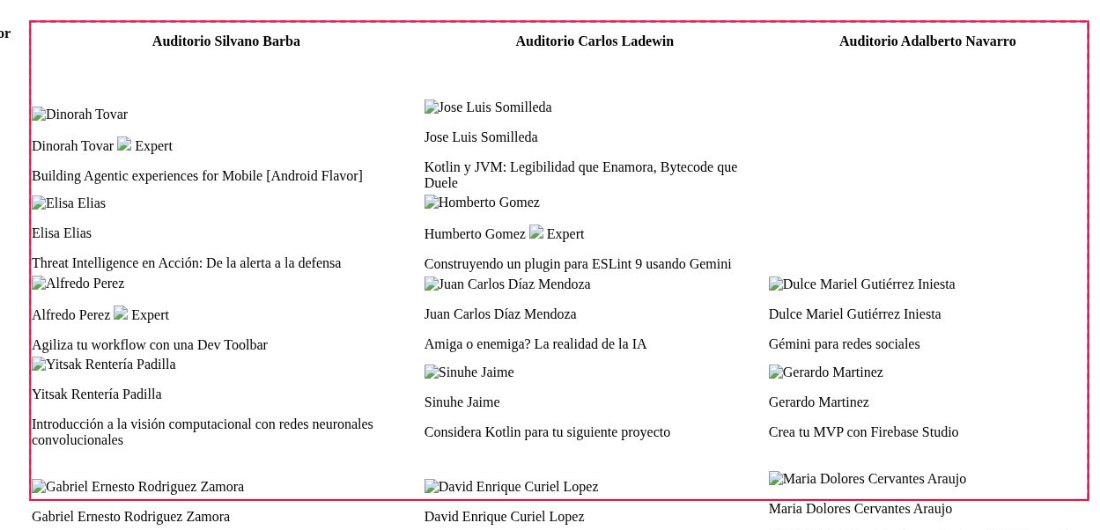 or
Auditorio Silvano Barba
Auditorio Carlos Ladewin
Auditorio Adalberto Navarro
Dinorah Tovar
Dinorah Tovar Expert
Building Agentic experiences for Mobile [Android Flavor]
Jose Luis Somilleda
Jose Luis Somilleda
Kotlin y JVM: Legibilidad que Enamora, Bytecode que
Duele
Elisa Elias
Elisa Elias
Threat Intelligence en Acción: De la alerta a la defensa
Homberto Gomez
Humberto Gomez Expert
Construyendo un plugin para ESLint 9 usando Gemini
Alfredo Perez
Alfredo Perez Expert
Agiliza tu workflow con una Dev Toolbar
Juan Carlos Díaz Mendoza
Juan Carlos Díaz Mendoza
Amiga o enemiga? La realidad de la IA
Dulce Mariel Gutiérrez Iniesta
Dulce Mariel Gutiérrez Iniesta
Gémini para redes sociales
Yitsak Rentería Padilla
Yitsak Rentería Padilla
Introducción a la visión computacional con redes neuronales
convolucionales
Sinuhe Jaime
Sinuhe Jaime
Considera Kotlin para tu siguiente proyecto
Gerardo Martinez
Gerardo Martinez
Crea tu MVP con Firebase Studio
Gabriel Ernesto Rodriguez Zamora
Gabriel Ernesto Rodriguez Zamora
David Enrique Curiel Lopez
David Enrique Curiel Lopez
Maria Dolores Cervantes Araujo
Maria Dolores Cervantes Araujo